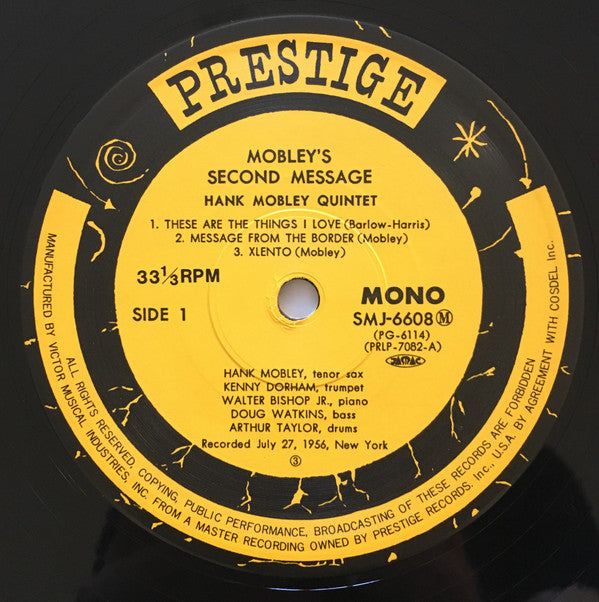 PRESTIGE
MOBLEY'S
SECOND MESSAGE
HANK MOBLEY QUINTET
1. THESE ARE THE THINGS I LOVE (Barlow-Harris)
2. MESSAGE FROM THE BORDER (Mobley)
3. XLENTO (Mobley)
33⅓ RPM
SIDE 1
MONO
SMJ-6608 Ⓜ
(PG-6114)
(PRLP-7082-A)
HANK MOBLEY, tenor sax
KENNY DORHAM, trumpet
WALTER BISHOP JR., piano
DOUG WATKINS, bass
ARTHUR TAYLOR, drums
Recorded July 27, 1956, New York
③
ALL RIGHTS RESERVED, COPYING, PUBLIC PERFORMANCE, BROADCASTING OF THESE RECORDS ARE FORBIDDEN
MANUFACTURED BY VICTOR MUSICAL INDUSTRIES, INC. FROM A MASTER RECORDING OWNED BY PRESTIGE RECORDS. Inc., U.S.A. BY AGREEMENT WITH COSDEL Inc.